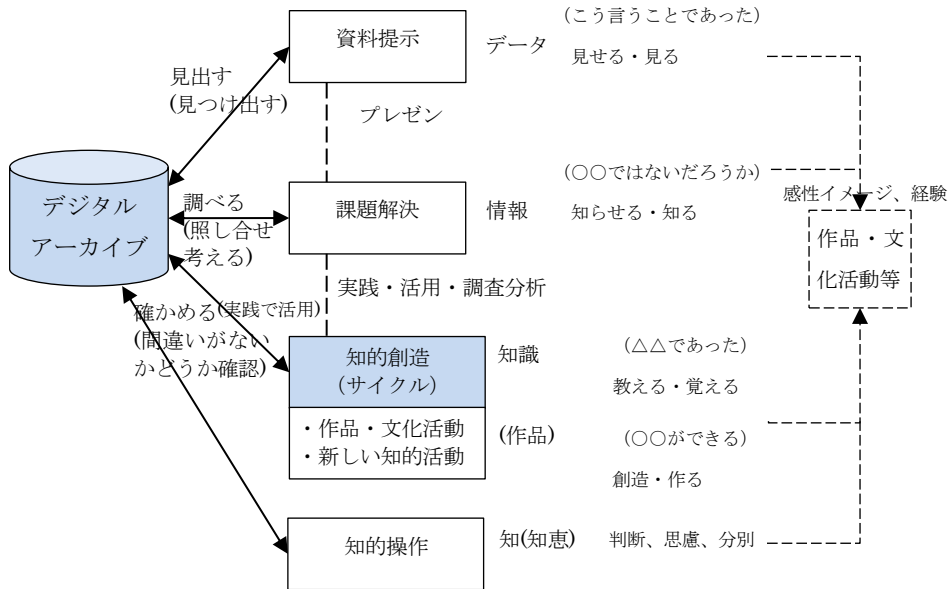 資料提示
データ
(こう言うことであった)
見せる・見る
見出す
(見つけ出す)
プレゼン
デジタル
アーカイブ
調べる
(照し合せ
考える)
課題解決
情報
(○○ではないだろうか)
知らせる・知る
感性イメージ、経験
作品・文
化活動等
実践・活用・調査分析
確かめる(実践で活用)
(間違いがない
かどうか確認)
知的創造
(サイクル)
知識
(△△であった)
教える・覚える
・作品・文化活動
・新しい知的活動
(作品)
(○○ができる)
創造・作る
知的操作
知(知恵)
判断、思慮、分別